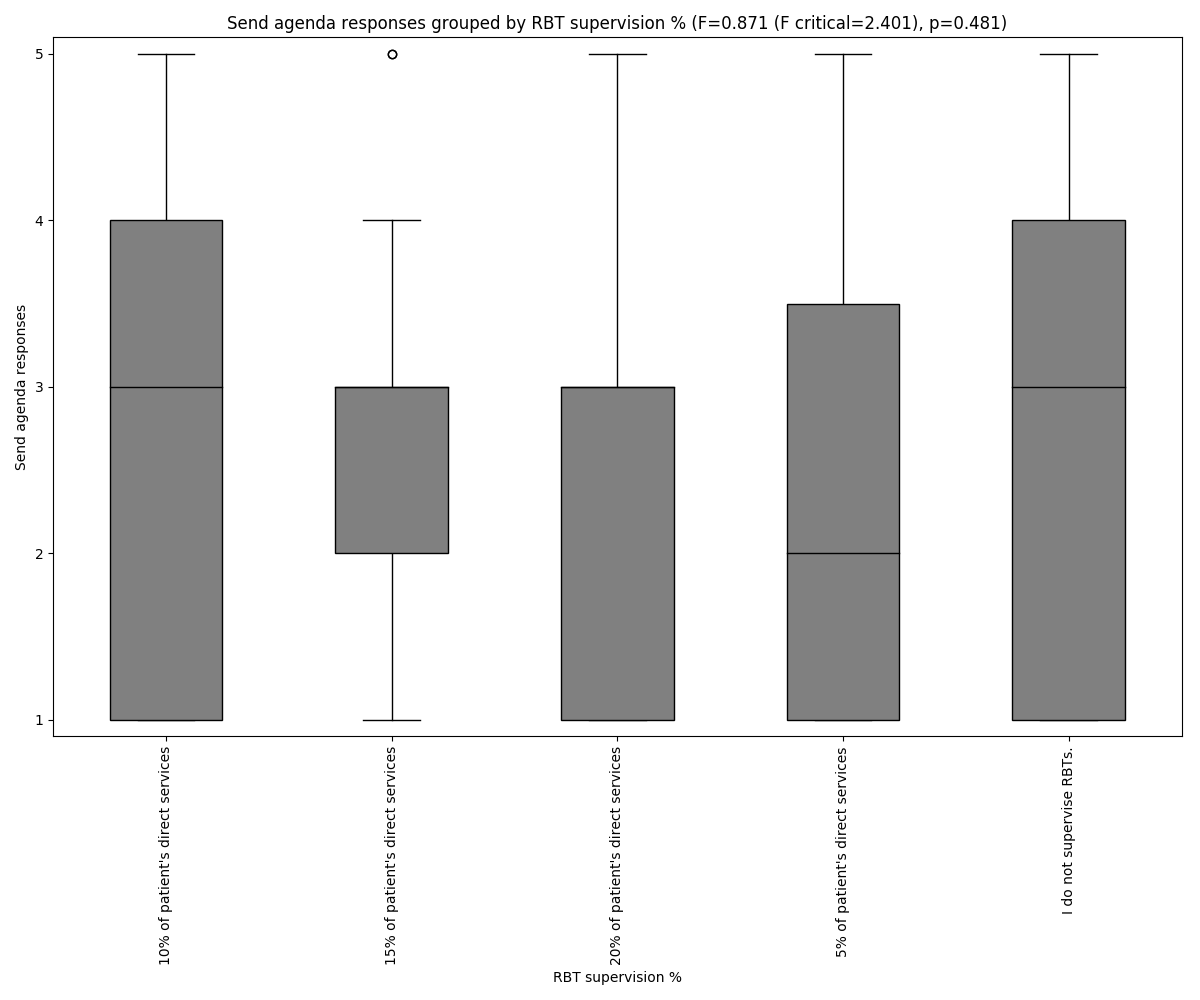 Send agenda responses grouped by RBT supervision % (F=0.871 (F critical=2.401), p=0.481)
Send agenda responses
5
4
3
2
1
10% of patient's direct services
15% of patient's direct services
20% of patient's direct services
5% of patient's direct services
I do not supervise RBTs.
RBT supervision %